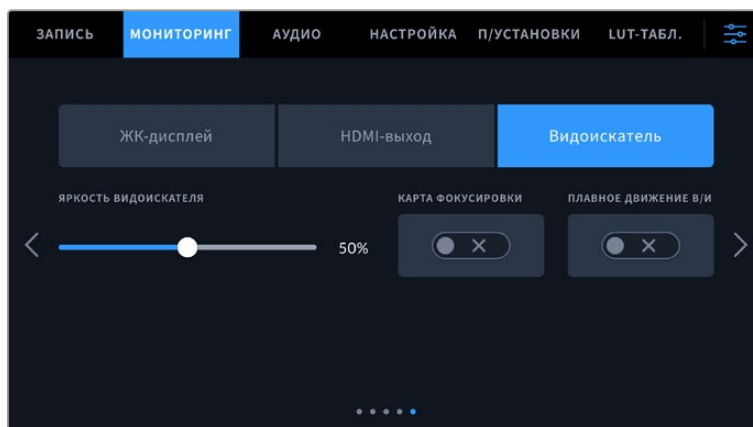 ЗАПИСЬ МОНИТОРИНГ АУДИО НАСТРОЙКА П/УСТАНОВКИ LUT-ТАБЛ.
ЖК-дисплей HDMI-выход Видоискатель
ЯРКОСТЬ ВИДОИСКАТЕЛЯ КАРТА ФОКУСИРОВКИ ПЛАВНОЕ ДВИЖЕНИЕ В/И
50%